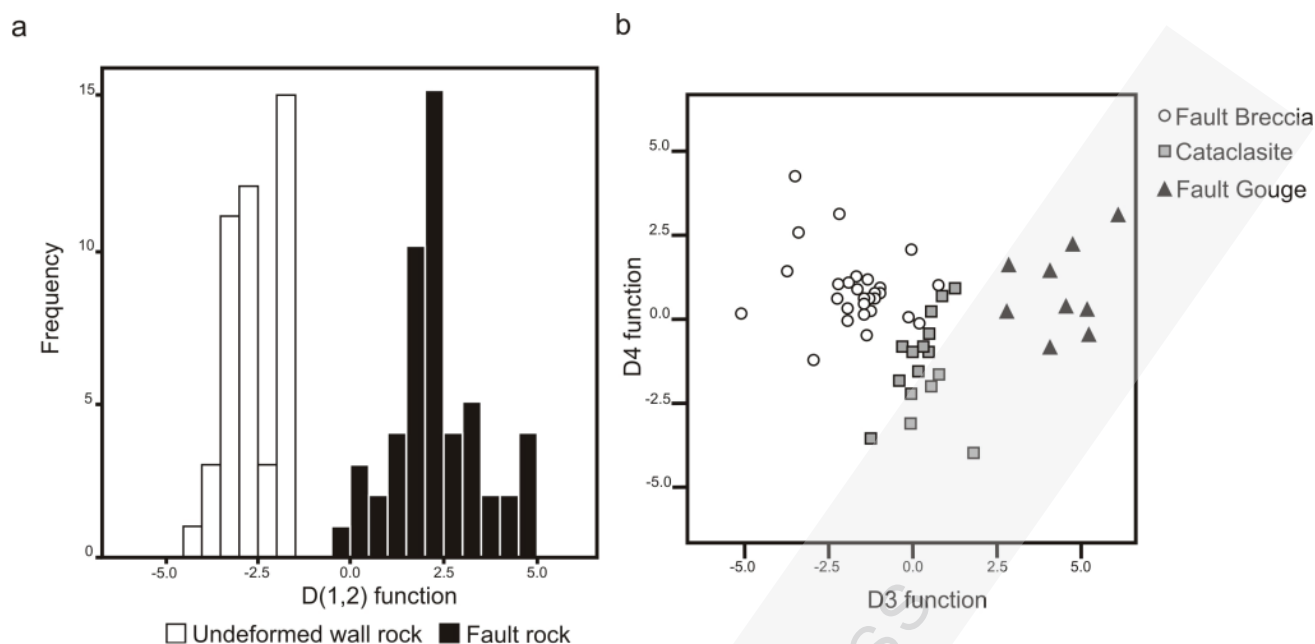 a
15
10
5
0
Frequency
-5.0
-2.5
0.0
2.5
5.0
D(1,2) function
Undeformed wall rock
Fault rock
b
5.0
2.5
0.0
-2.5
-5.0
D4 function
-5.0
-2.5
0.0
2.5
5.0
D3 function
Fault Breccia
Cataclasite
Fault Gouge